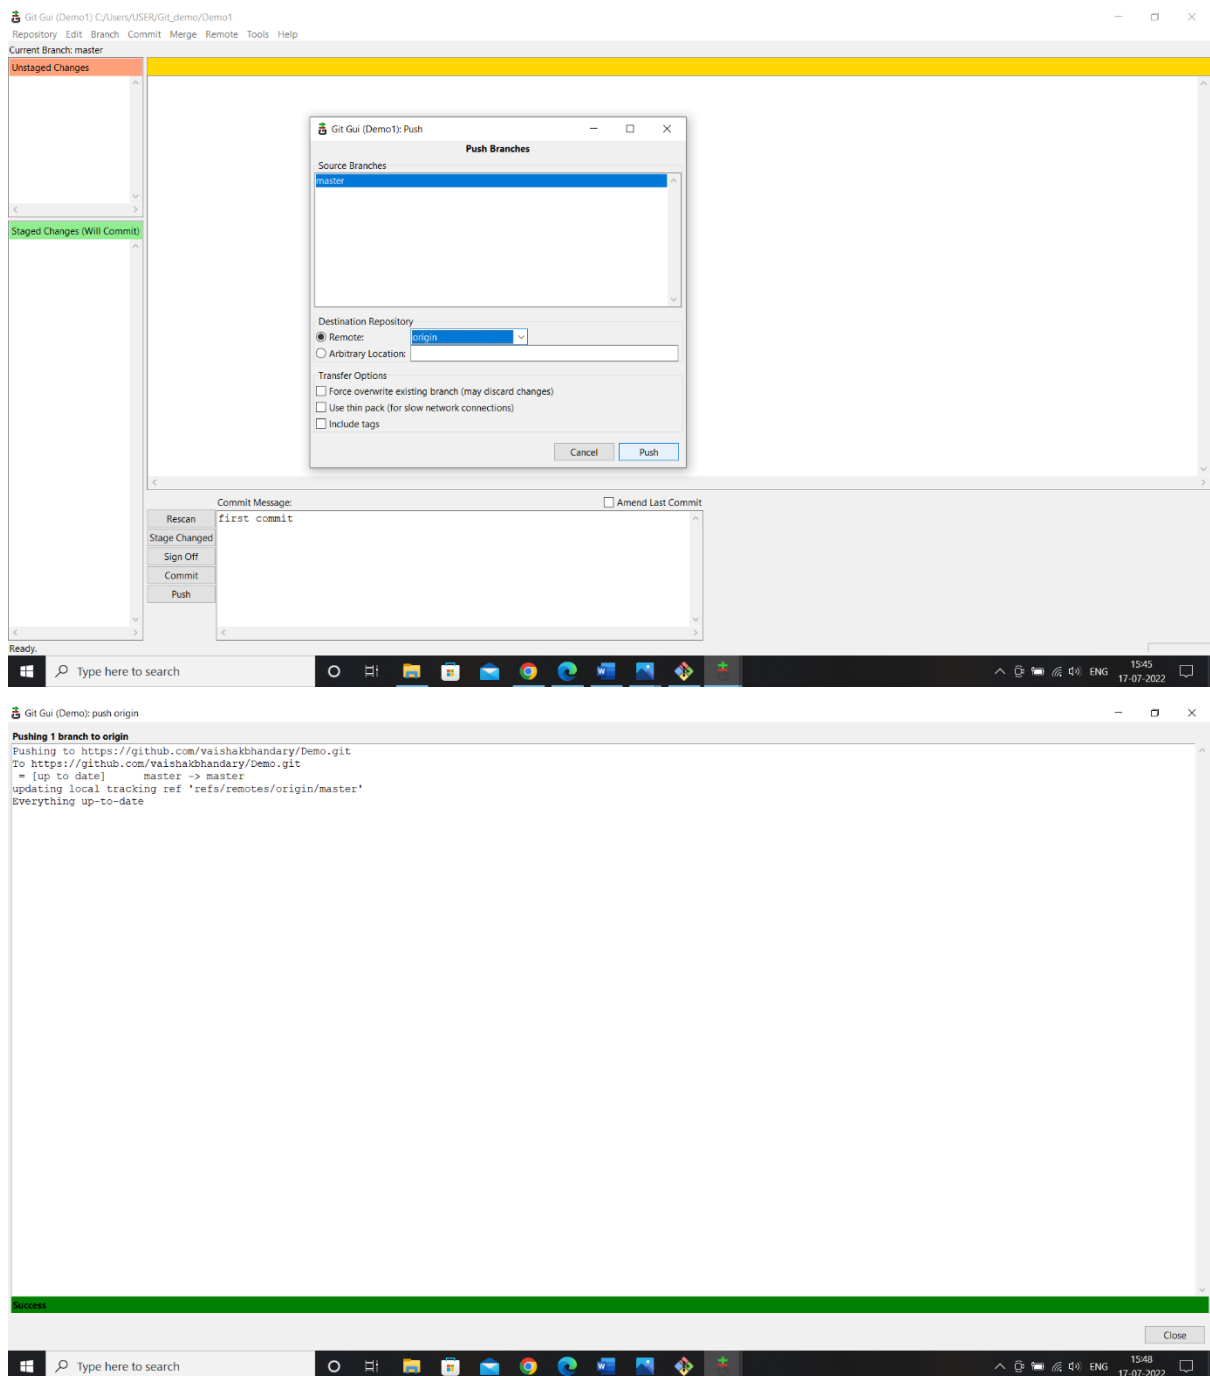 Git Gui (Demo1) C:/Users/USER/Git_demo/Demo1
Repository Edit Branch Commit Merge Remote Tools Help
Current Branch: master
Unstaged Changes
Git Gui (Demo1): Push
Push Branches
Source Branches
master
Staged Changes (Will Commit)
Destination Repository
Remote: origin
Arbitrary Location:
Transfer Options
Force overwrite existing branch (may discard changes)
Use thin pack (for slow network connections)
Include tags
Cancel Push
Commit Message: Amend Last Commit
Rescan first commit
Stage Changed
Sign Off
Commit
Push
Ready.
Type here to search ENG 15:45
17-07-2022
Git Gui (Demo): push origin
Pushing 1 branch to origin
Pushing to https://github.com/vaishakbhandary/Demo.git
To https://github.com/vaishakbhandary/Demo.git
= [up to date] master -> master
updating local tracking ref 'refs/remotes/origin/master'
Everything up-to-date
Success
Close
Type here to search ENG 15:48
17-07-2022